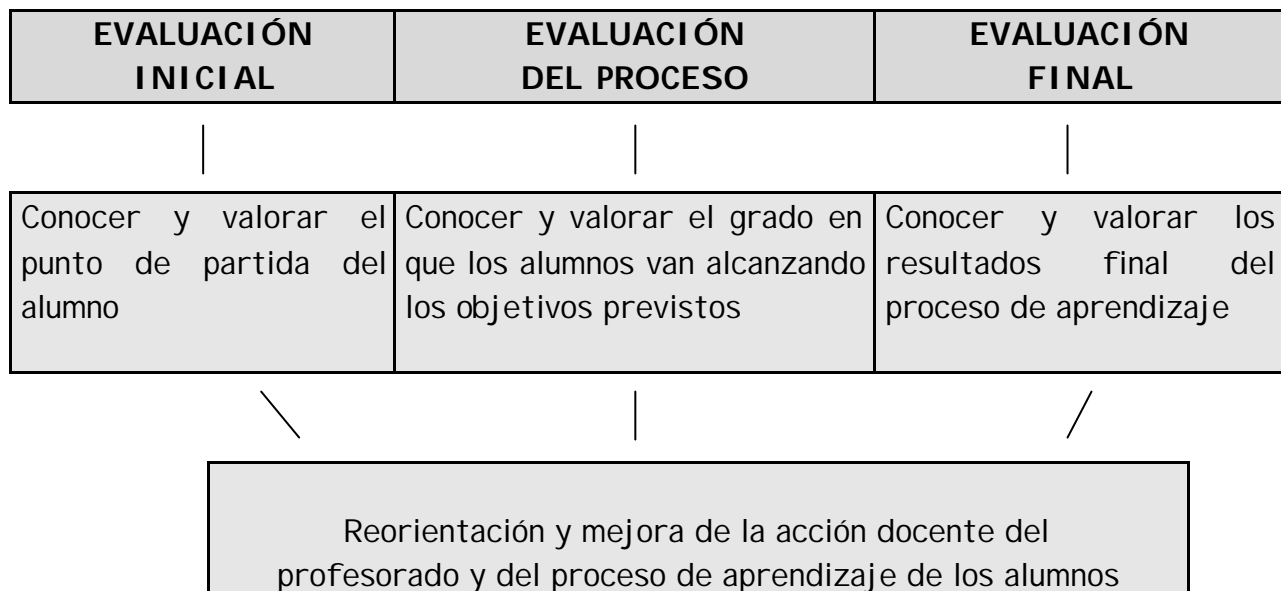 EVALUACIÓN
INICIAL
EVALUACIÓN
DEL PROCESO
EVALUACIÓN
FINAL
Conocer y valorar el
punto de partida del
alumno
Conocer y valorar el grado en
que los alumnos van alcanzando
los objetivos previstos
Conocer y valorar los
resultados final del
proceso de aprendizaje
Reorientación y mejora de la acción docente del
profesorado y del proceso de aprendizaje de los alumnos